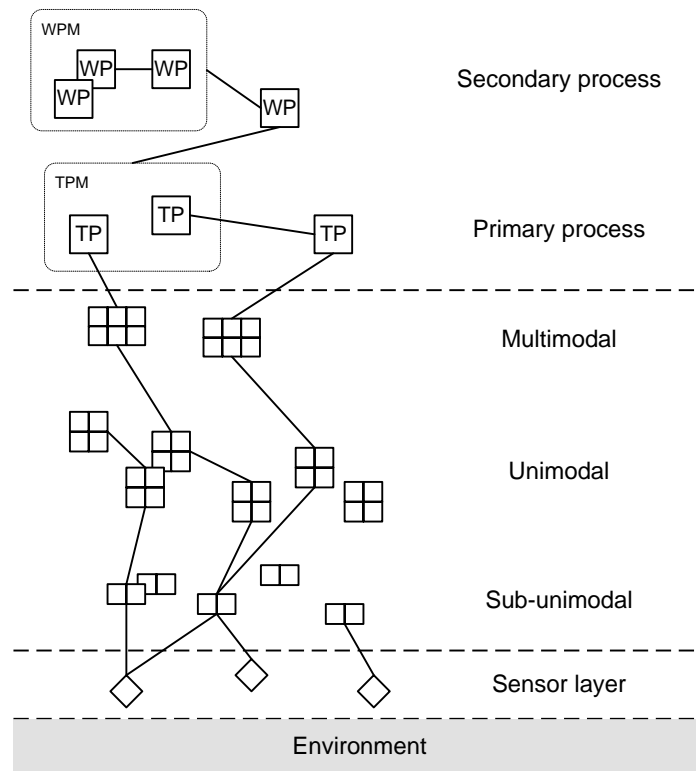 WPM
WP WP
WP
WP
Secondary process
TPM
TP
TP
TP
Primary process
Multimodal
Unimodal
Sub-unimodal
Sensor layer
Environment